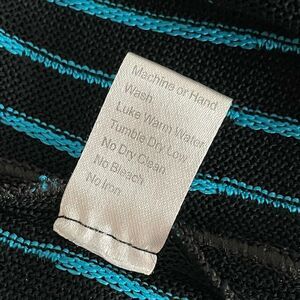 Machine or Hand
Wash
Luke Warm Water
Tumble Dry Low
No Dry Clean
No Bleach
No Iron